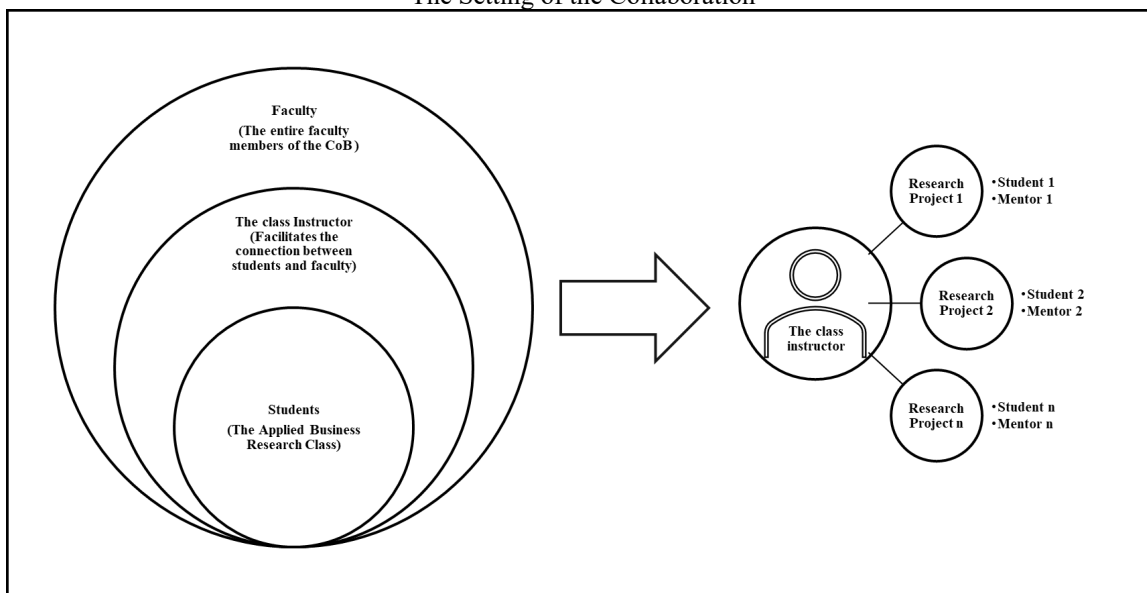 The Setting of the Collaboration
Faculty
(The entire faculty
members of the CoB)
The class Instructor
(Facilitates the
connection between
students and faculty)
Students
(The Applied Business
Research Class)
The class
instructor
Research
Project 1
•Student 1
•Mentor 1
Research
Project 2
•Student 2
•Mentor 2
Research
Project n
•Student n
•Mentor n